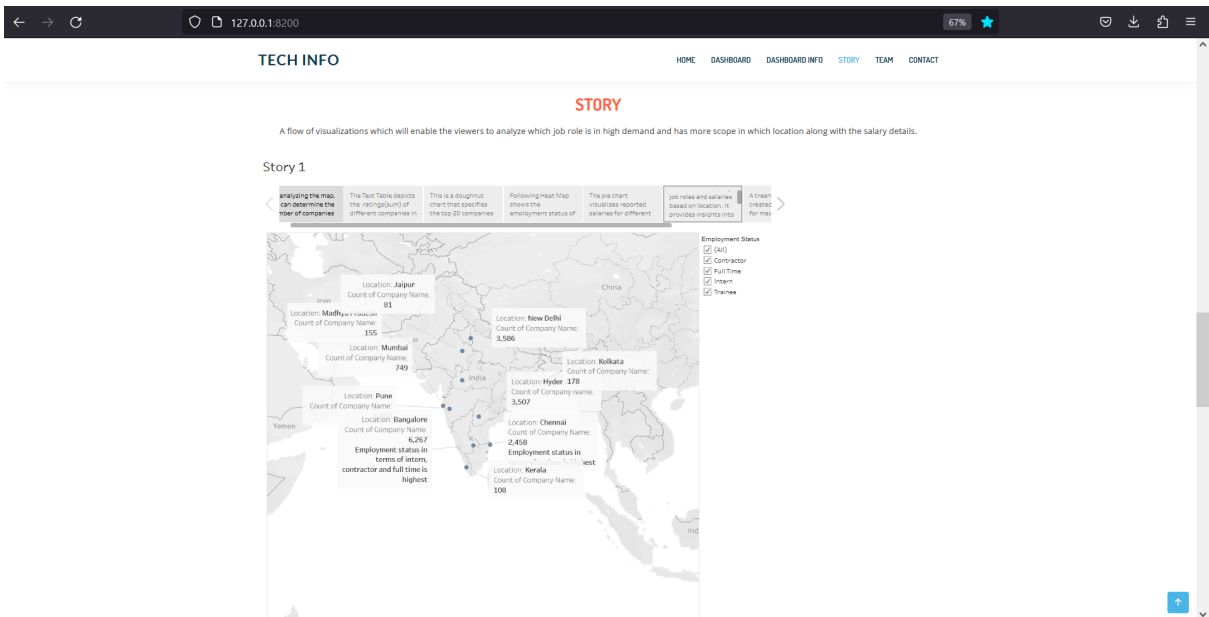 127.0.0.1:8200
67%
TECH INFO
HOME DASHBOARD DASHBOARD INFO STORY TEAM CONTACT
STORY
A flow of visualizations which will enable the viewers to analyze which job role is in high demand and has more scope in which location along with the salary details.
Story 1
analyzing the map,
can determine the
mber of companies
The Text Table depicts
the ratings(sum) of
different companies in
This is a doughnut
chart that specifies
the top 20 companies
Following Heat Map
shows the
employment status of
The pie chart
visualizes reported
salaries for different
job roles and salaries
based on location. It
provides insights into
A treem
created
for ma
Employment Status
(All)
Contractor
Full Time
Intern
Trainee
Iran
China
India
Yemen
Ind
Location: Jaipur
Count of Company Name:
81
Location: Madhya Pradesh
Count of Company Name:
155
Location: Mumbai
Count of Company Name:
749
Location: Pune
Count of Company Name:
Location: Bangalore
Count of Company Name:
6,267
Employment status in
terms of intern,
contractor and full time is
highest
Location: New Delhi
Count of Company Name:
3,586
Location: Kolkata
Count of Company Name:
178
Location: Hyder
Count of Company Name:
3,507
Location: Chennai
Count of Company Name:
2,458
Employment status in
Location: Kerala
Count of Company Name:
108